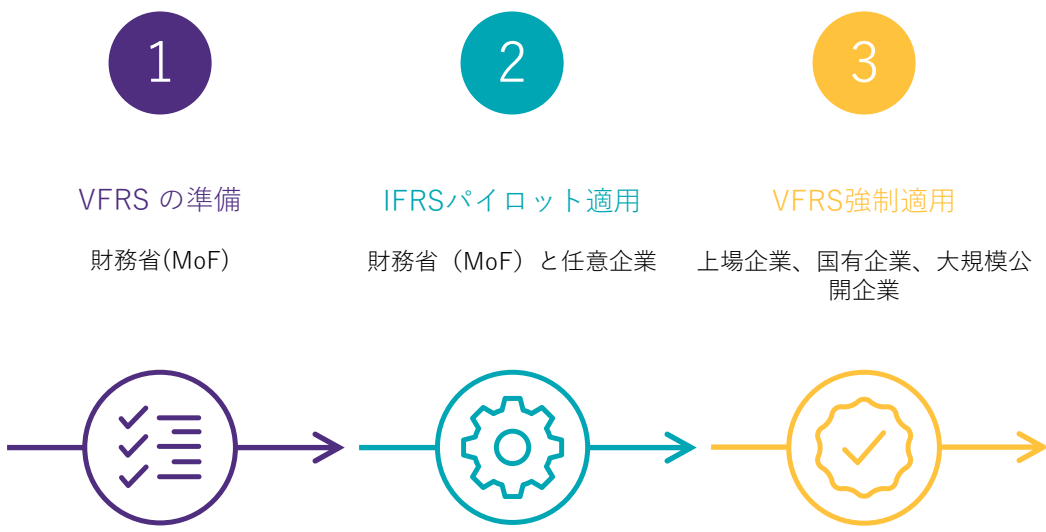 1
2
3
VFRS の準備
IFRSパイロット適用
VFRS強制適用
財務省(MoF)
財務省（MoF）と任意企業
上場企業、国有企業、大規模公
開企業